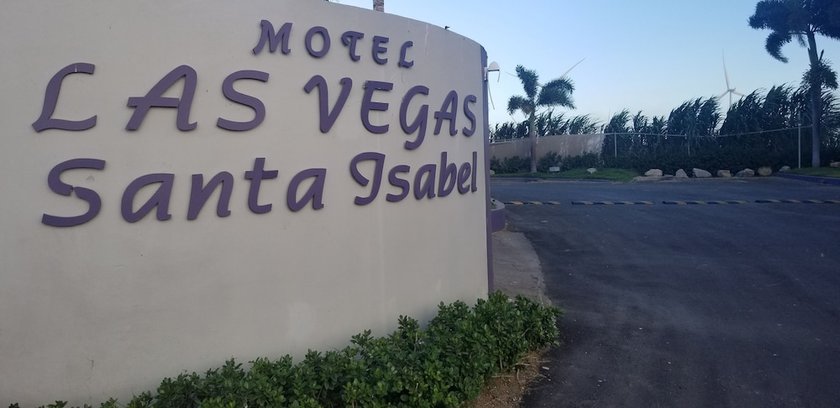 MOTEL
LAS VEGAS
Santa Isabel